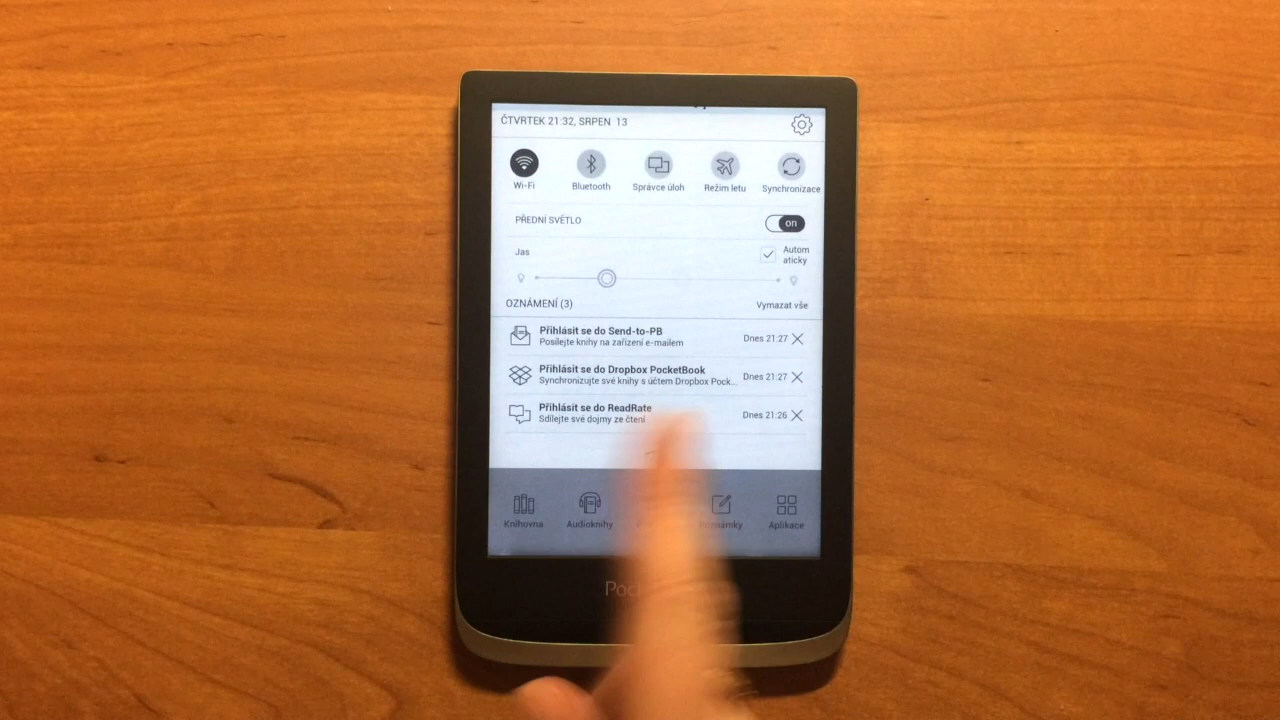 ČTVRTEK 21:32, SRPEN 13
Wi-Fi
Bluetooth
Správce úloh
Režim letu
Synchronizace
PŘEDNÍ SVĚTLO
on
Jas
Autom
aticky
OZNÁMENÍ (3)
Vymazat vše
Přihlásit se do Send-to-PB
Posílejte knihy na zařízení e-mailem
Dnes 21:27
Přihlásit se do Dropbox PocketBook
Synchronizujte své knihy s účtem Dropbox Pock...
Dnes 21:27
Přihlásit se do ReadRate
Sdílejte své dojmy ze čtení
Dnes 21:26
Knihovna
Audioknihy
Aplikace